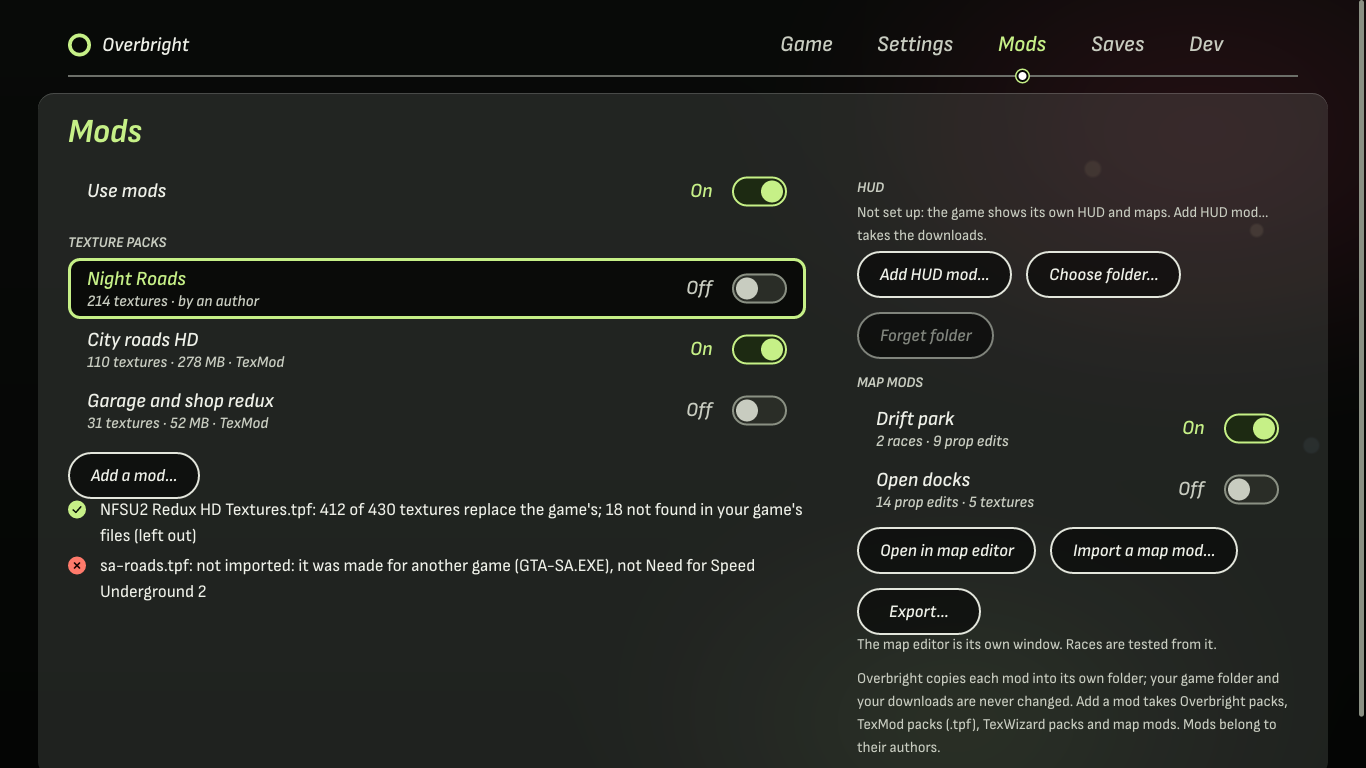 Overbright
Game
Settings
Mods
Saves
Dev
Mods
Use mods
On
TEXTURE PACKS
Night Roads
214 textures · by an author
Off
City roads HD
110 textures · 278 MB · TexMod
On
Garage and shop redux
31 textures · 52 MB · TexMod
Off
Add a mod...
NFSU2 Redux HD Textures.tpf: 412 of 430 textures replace the game's; 18 not found in your game's
files (left out)
sa-roads.tpf: not imported: it was made for another game (GTA-SA.EXE), not Need for Speed
Underground 2
HUD
Not set up: the game shows its own HUD and maps. Add HUD mod...
takes the downloads.
Add HUD mod...
Choose folder...
Forget folder
MAP MODS
Drift park
2 races · 9 prop edits
On
Open docks
14 prop edits · 5 textures
Off
Open in map editor
Import a map mod...
Export...
The map editor is its own window. Races are tested from it.
Overbright copies each mod into its own folder; your game folder and
your downloads are never changed. Add a mod takes Overbright packs,
TexMod packs (.tpf), TexWizard packs and map mods. Mods belong to
their authors.